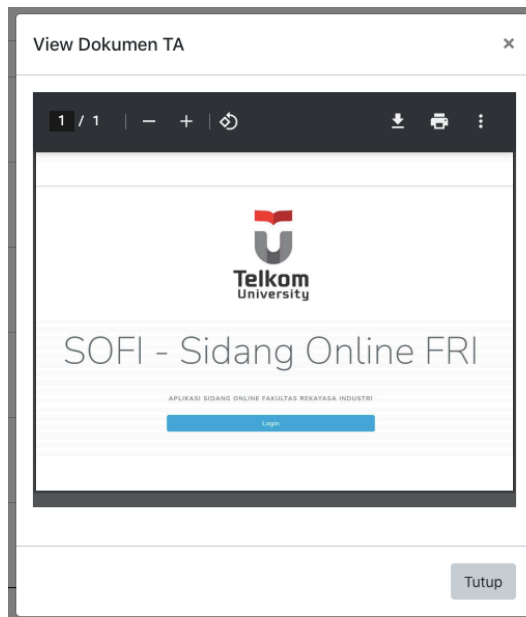 View Dokumen TA ×
1 / 1
Telkom
University
SOFI - Sidang Online FRI
APLIKASI SIDANG ONLINE FAKULTAS REKAYASA INDUSTRI
Login
Tutup